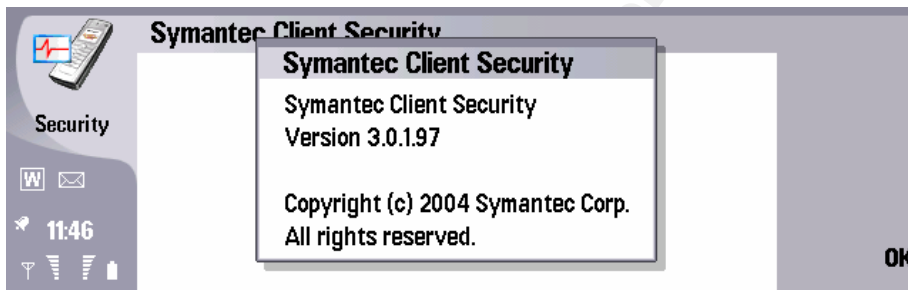 Symantec Client Security
Symantec Client Security
Symantec Client Security
Version 3.0.1.97
Copyright (c) 2004 Symantec Corp.
All rights reserved.
Security
W
11:46
OK